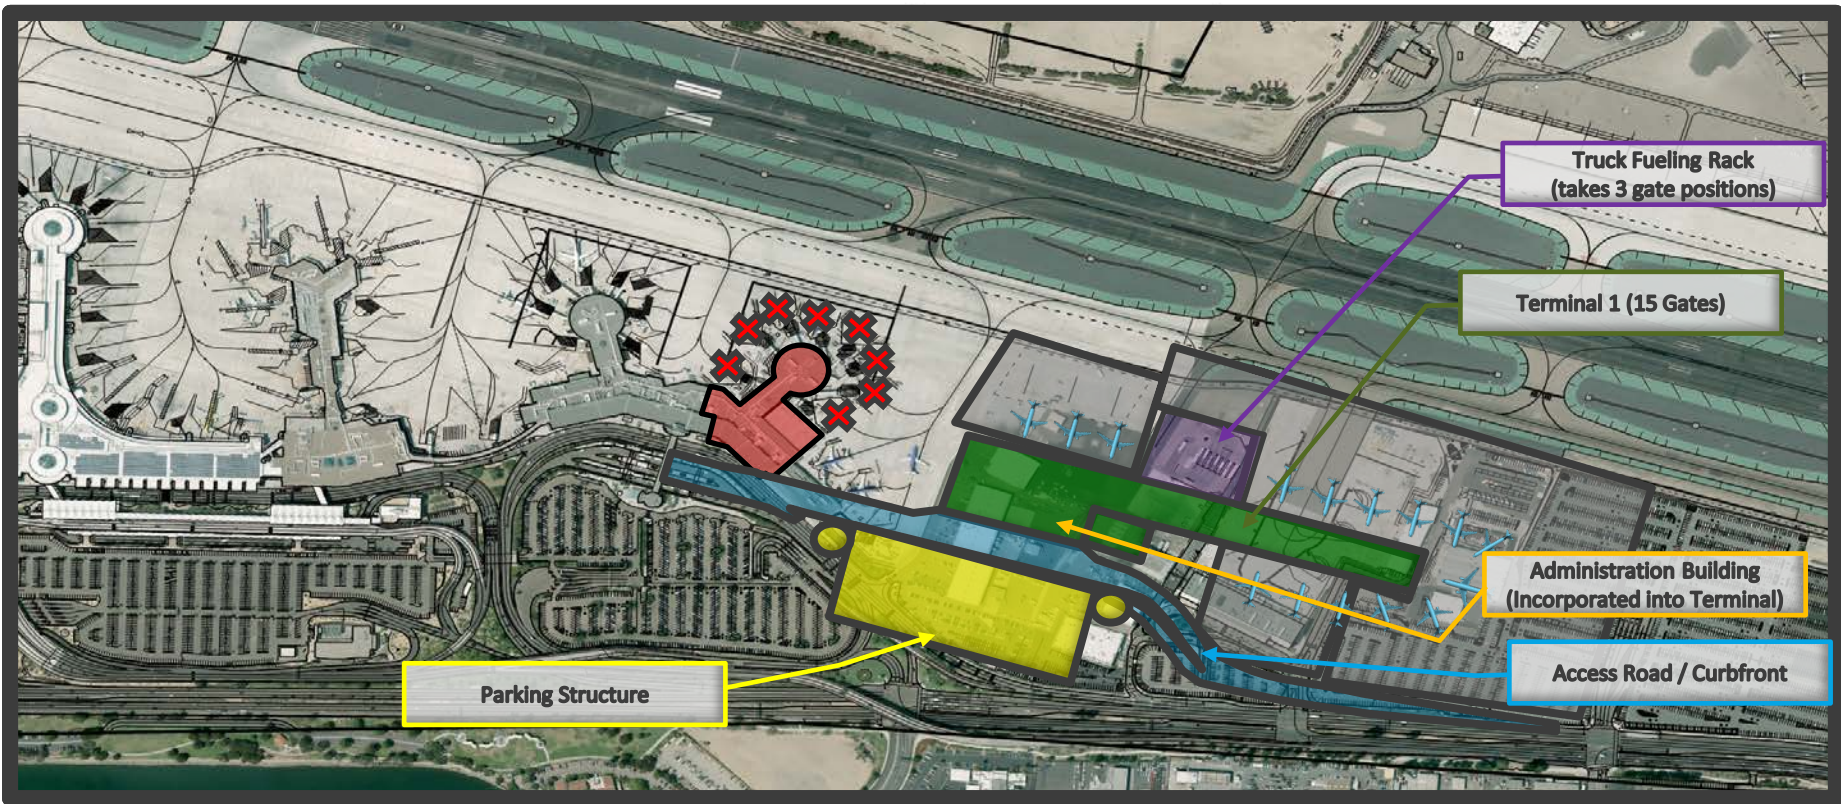 Truck Fueling Rack
(takes 3 gate positions)
Terminal 1 (15 Gates)
Administration Building
(Incorporated into Terminal)
Access Road / Curbfront
Parking Structure